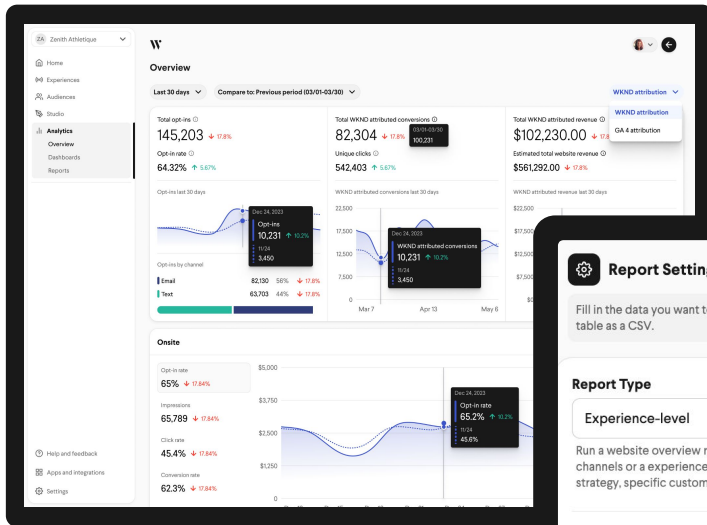 ZA Zenith Athletique
Home
Experiences
Audiences
Studio
Analytics
Overview
Dashboards
Reports
Help and feedback
Apps and integrations
Settings
Overview
Last 30 days
Compare to: Previous period (03/01-03/30)
WKND attribution
WKND attribution
GA 4 attribution
Total opt-ins
145,203 17.8%
Opt-in rate
64.32% 5.67%
Opt-ins last 30 days
Dec 24, 2023
Opt-ins
10,231 10.2%
11/24
3,450
Opt-ins by channel
Email 82,130 56% 17.8%
Text 63,703 44% 17.8%
Total WKND attributed conversions
82,304 17.8%
03/01-03/30
100,231
Unique clicks
542,403 5.67%
WKND attributed conversions last 30 days
22,500
17,500
12,500
7,500
0
Mar 7 Apr 13 May 6
Dec 24, 2023
WKND attributed conversions
10,231 10.2%
11/24
3,450
Total WKND attributed revenue
$102,230.00 17.8
Estimated total website revenue
$561,292.00 17.8%
WKND attributed revenue last 30 days
$22,500
$17,500
$12,500
$7,500
$0
Onsite
Opt-in rate
65% 17.84%
Impressions
65,789 17.84%
Click rate
45.4% 17.84%
Conversion rate
62.3% 17.84%
$5,000
$3,750
$2,500
$1,250
0
Dec 24, 2023
Opt-in rate
65.2% 10.2%
11/24
45.6%
Report Settin
Fill in the data you want t
table as a CSV.
Report Type
Experience-level
Run a website overview r
channels or a experience
strategy, specific custom